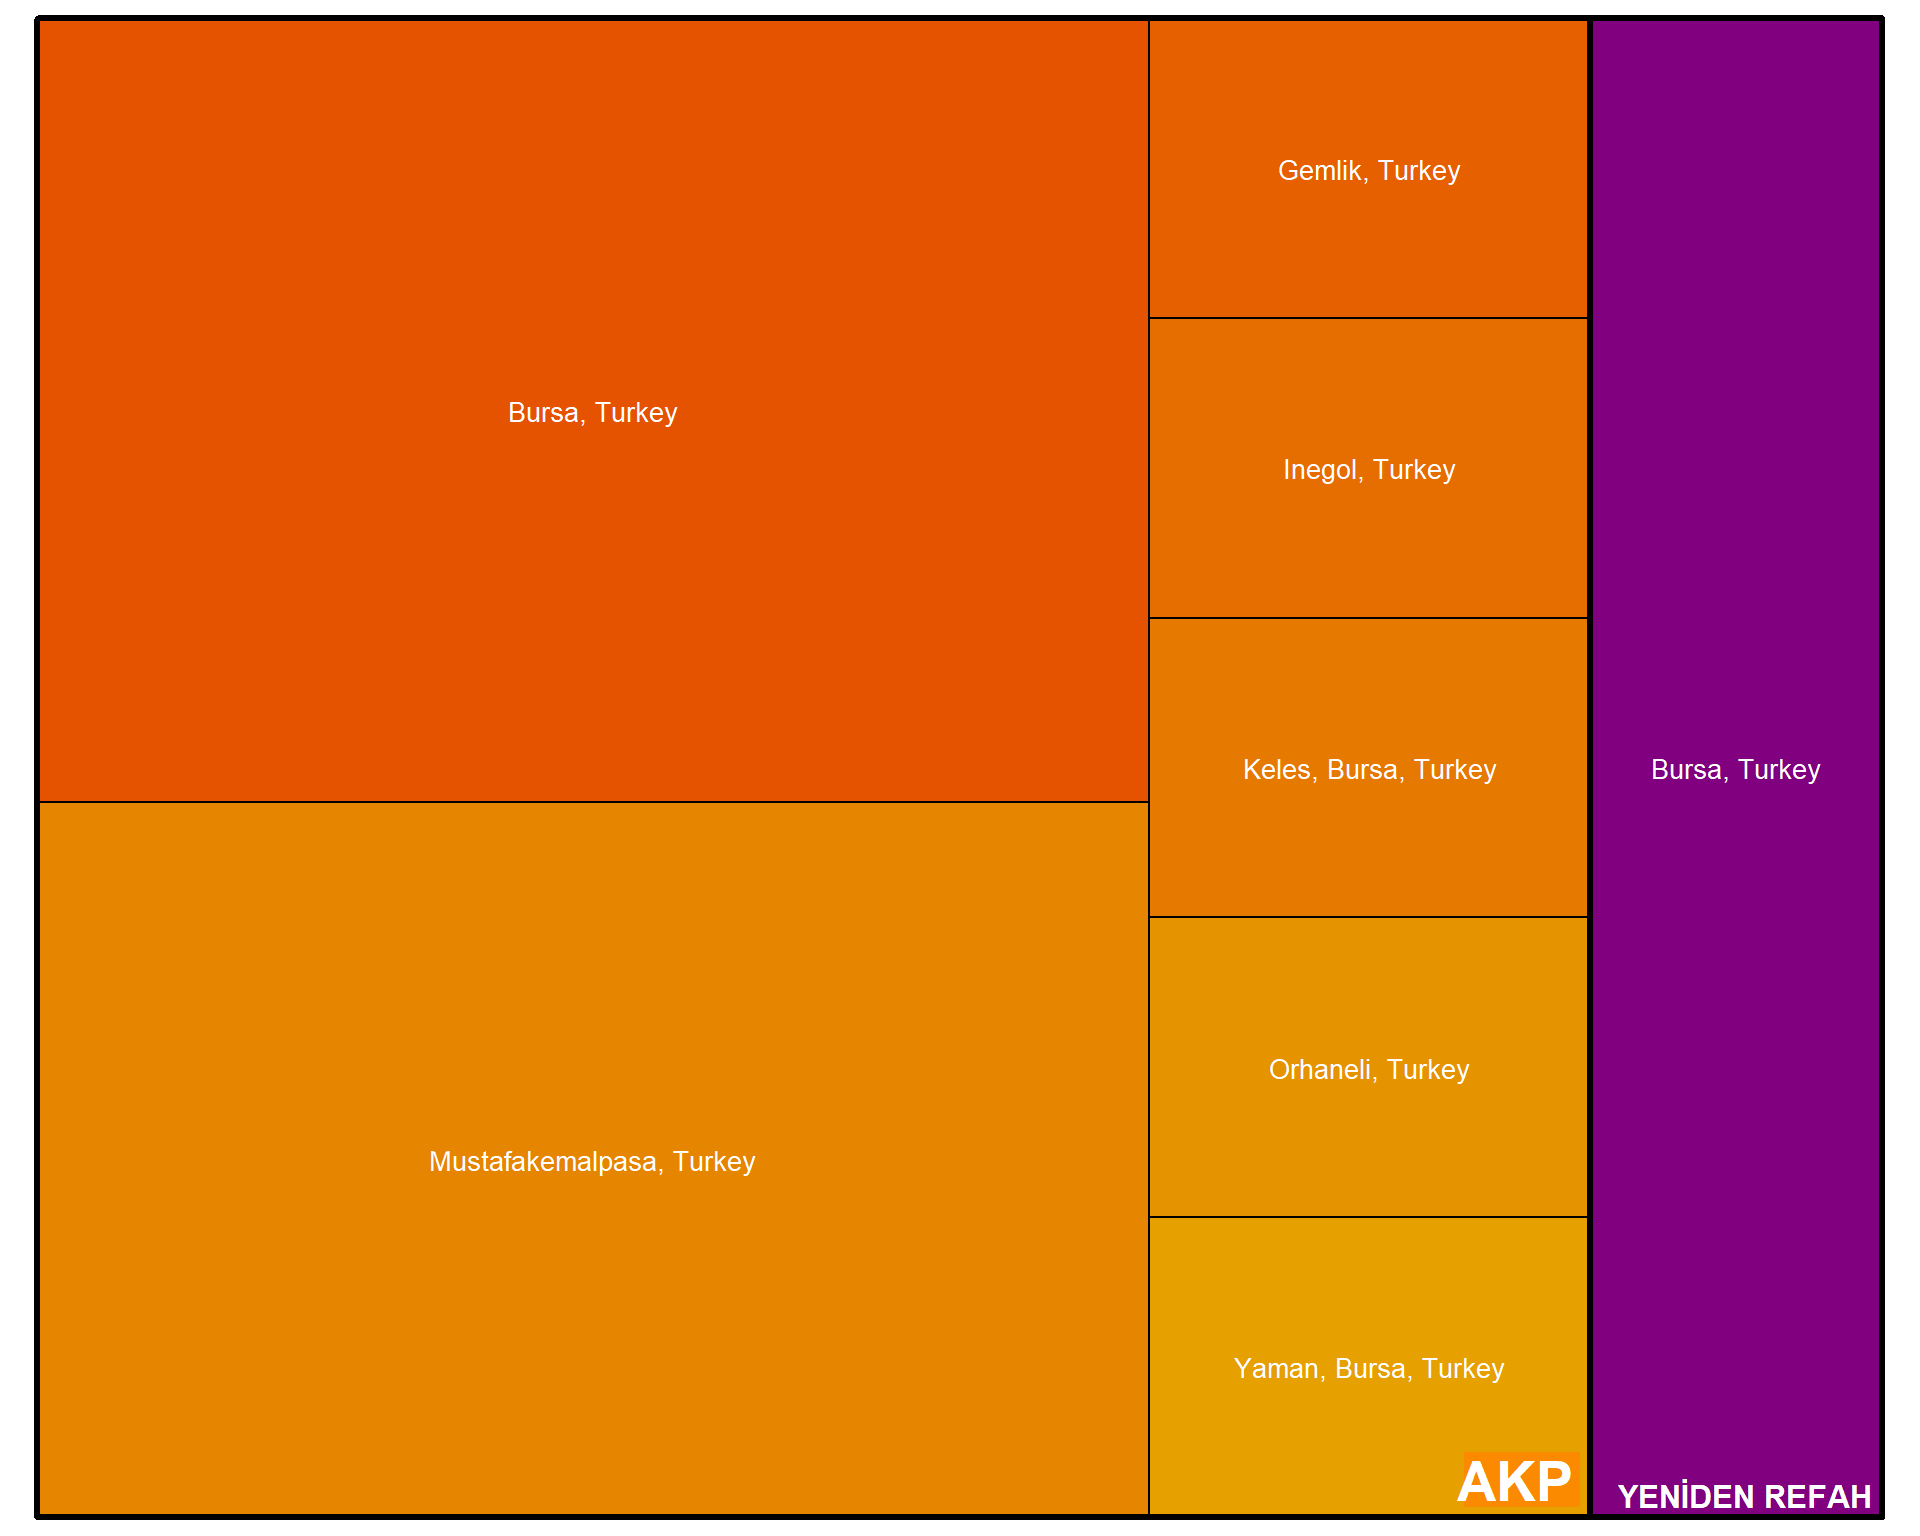 Bursa, Turkey
Mustafakemalpasa, Turkey
Gemlik, Turkey
Inegol, Turkey
Keles, Bursa, Turkey
Orhaneli, Turkey
Yaman, Bursa, Turkey
AKP
Bursa, Turkey
YENİDEN REFAH